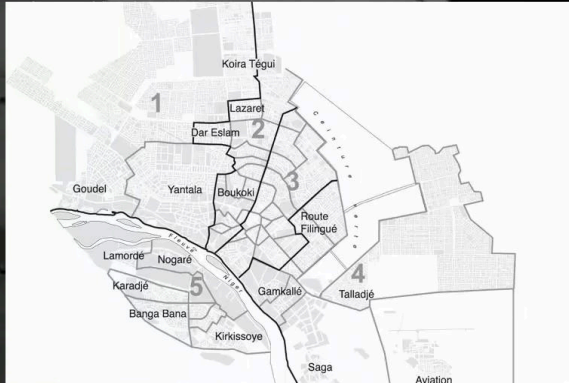 Koira Tégui
1
Lazaret
Ceinture verte
Dar Eslam
2
3
Goudel
Yantala
Boukoki
Route
Filingué
Fleuve Niger
Lamordé
Nogaré
4
Karadjé
5
Gamkallé
Talladjé
Banga Bana
Kirkissoye
Saga
Aviation